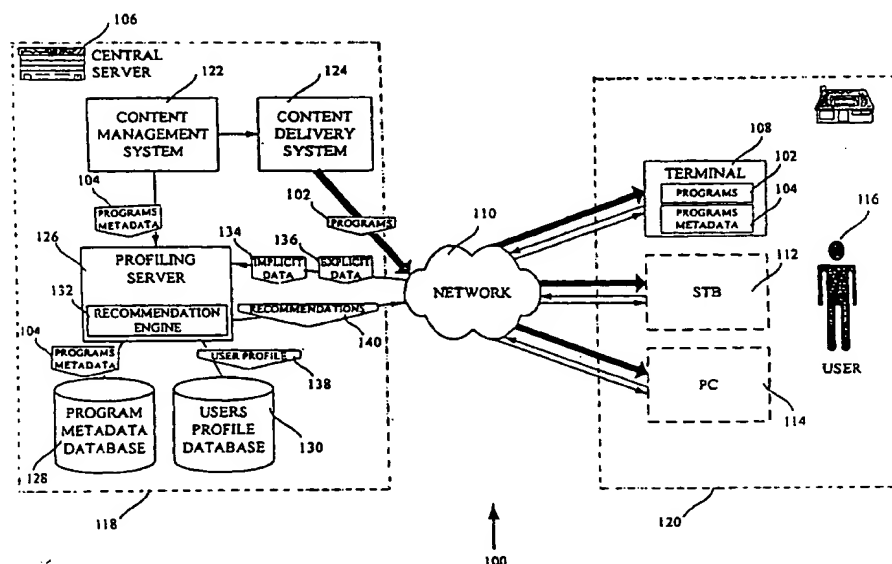 106
CENTRAL
SERVER
122
124
CONTENT
MANAGEMENT
SYSTEM
CONTENT
DELIVERY
SYSTEM
104
PROGRAMS
METADATA
102
PROGRAMS
126
134
136
PROFILING
SERVER
IMPLICIT
DATA
EXPLICIT
DATA
132
RECOMMENDATION
ENGINE
RECOMMENDATIONS
140
104
PROGRAMS
METADATA
USER PROFILE
138
PROGRAM
METADATA
DATABASE
128
USERS
PROFILE
DATABASE
130
118
110
NETWORK
108
TERMINAL
102
PROGRAMS
104
PROGRAMS
METADATA
116
112
STB
USER
PC
114
120
100